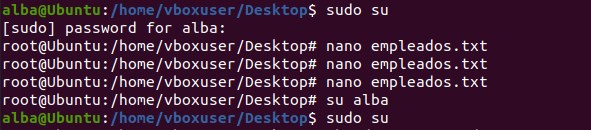 alba@Ubuntu:/home/vboxuser/Desktop$ sudo su
[sudo] password for alba:
root@Ubuntu:/home/vboxuser/Desktop# nano empleados.txt
root@Ubuntu:/home/vboxuser/Desktop# nano empleados.txt
root@Ubuntu:/home/vboxuser/Desktop# nano empleados.txt
root@Ubuntu:/home/vboxuser/Desktop# su alba
alba@Ubuntu:/home/vboxuser/Desktop$ sudo su